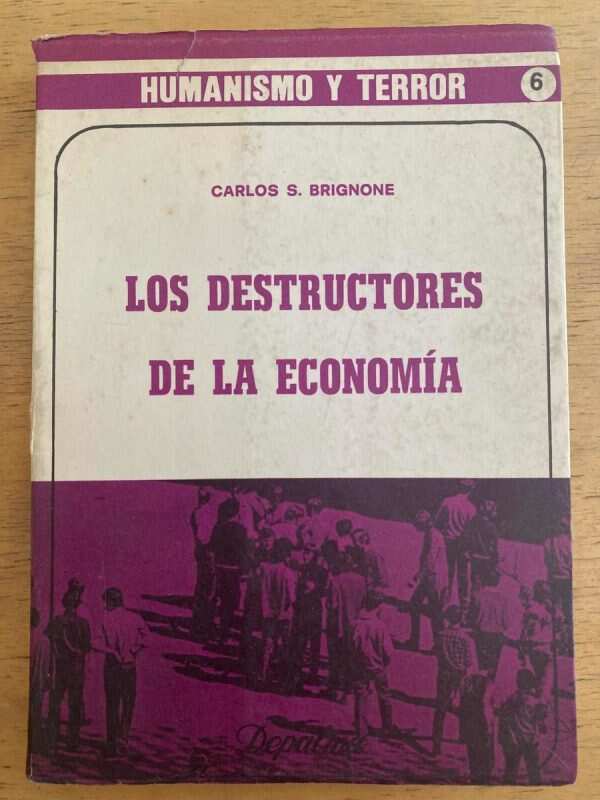 HUMANISMO Y TERROR
6
CARLOS S. BRIGNONE
LOS DESTRUCTORES
DE LA ECONOMÍA
Depalma